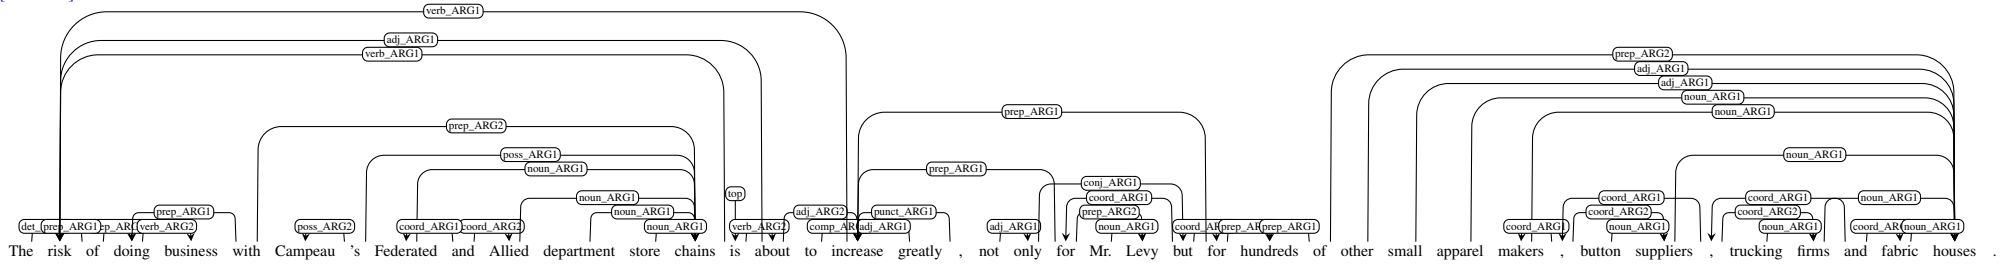 verb_ARG1
adj_ARG1
verb_ARG1 prep_ARG2
adj_ARG1
adj_ARG1
noun_ARG1
prep_ARG1 noun_ARG1
prep_ARG2
poss_ARG1 noun_ARG1
noun_ARG1 prep_ARG1
conj_ARG1
noun_ARG1 top coord_ARG1 coord_ARG1 coord_ARG1 noun_ARG1
prep_ARG1 noun_ARG1 adj_ARG2 punct_ARG1 prep_ARG2 coord_ARG2 coord_ARG2
prep_ARG1 verb_ARG2 poss_ARG2 coord_ARG1 coord_ARG2 noun_ARG1 verb_ARG2 adj_ARG1 adj_ARG1 noun_ARG1 prep_ARG1 coord_ARG1 noun_ARG1 noun_ARG1 noun_ARG1
The risk of doing business with Campeau 's Federated and Allied department store chains is about to increase greatly , not only for Mr. Levy but for hundreds of other small apparel makers , button suppliers , trucking firms and fabric houses .